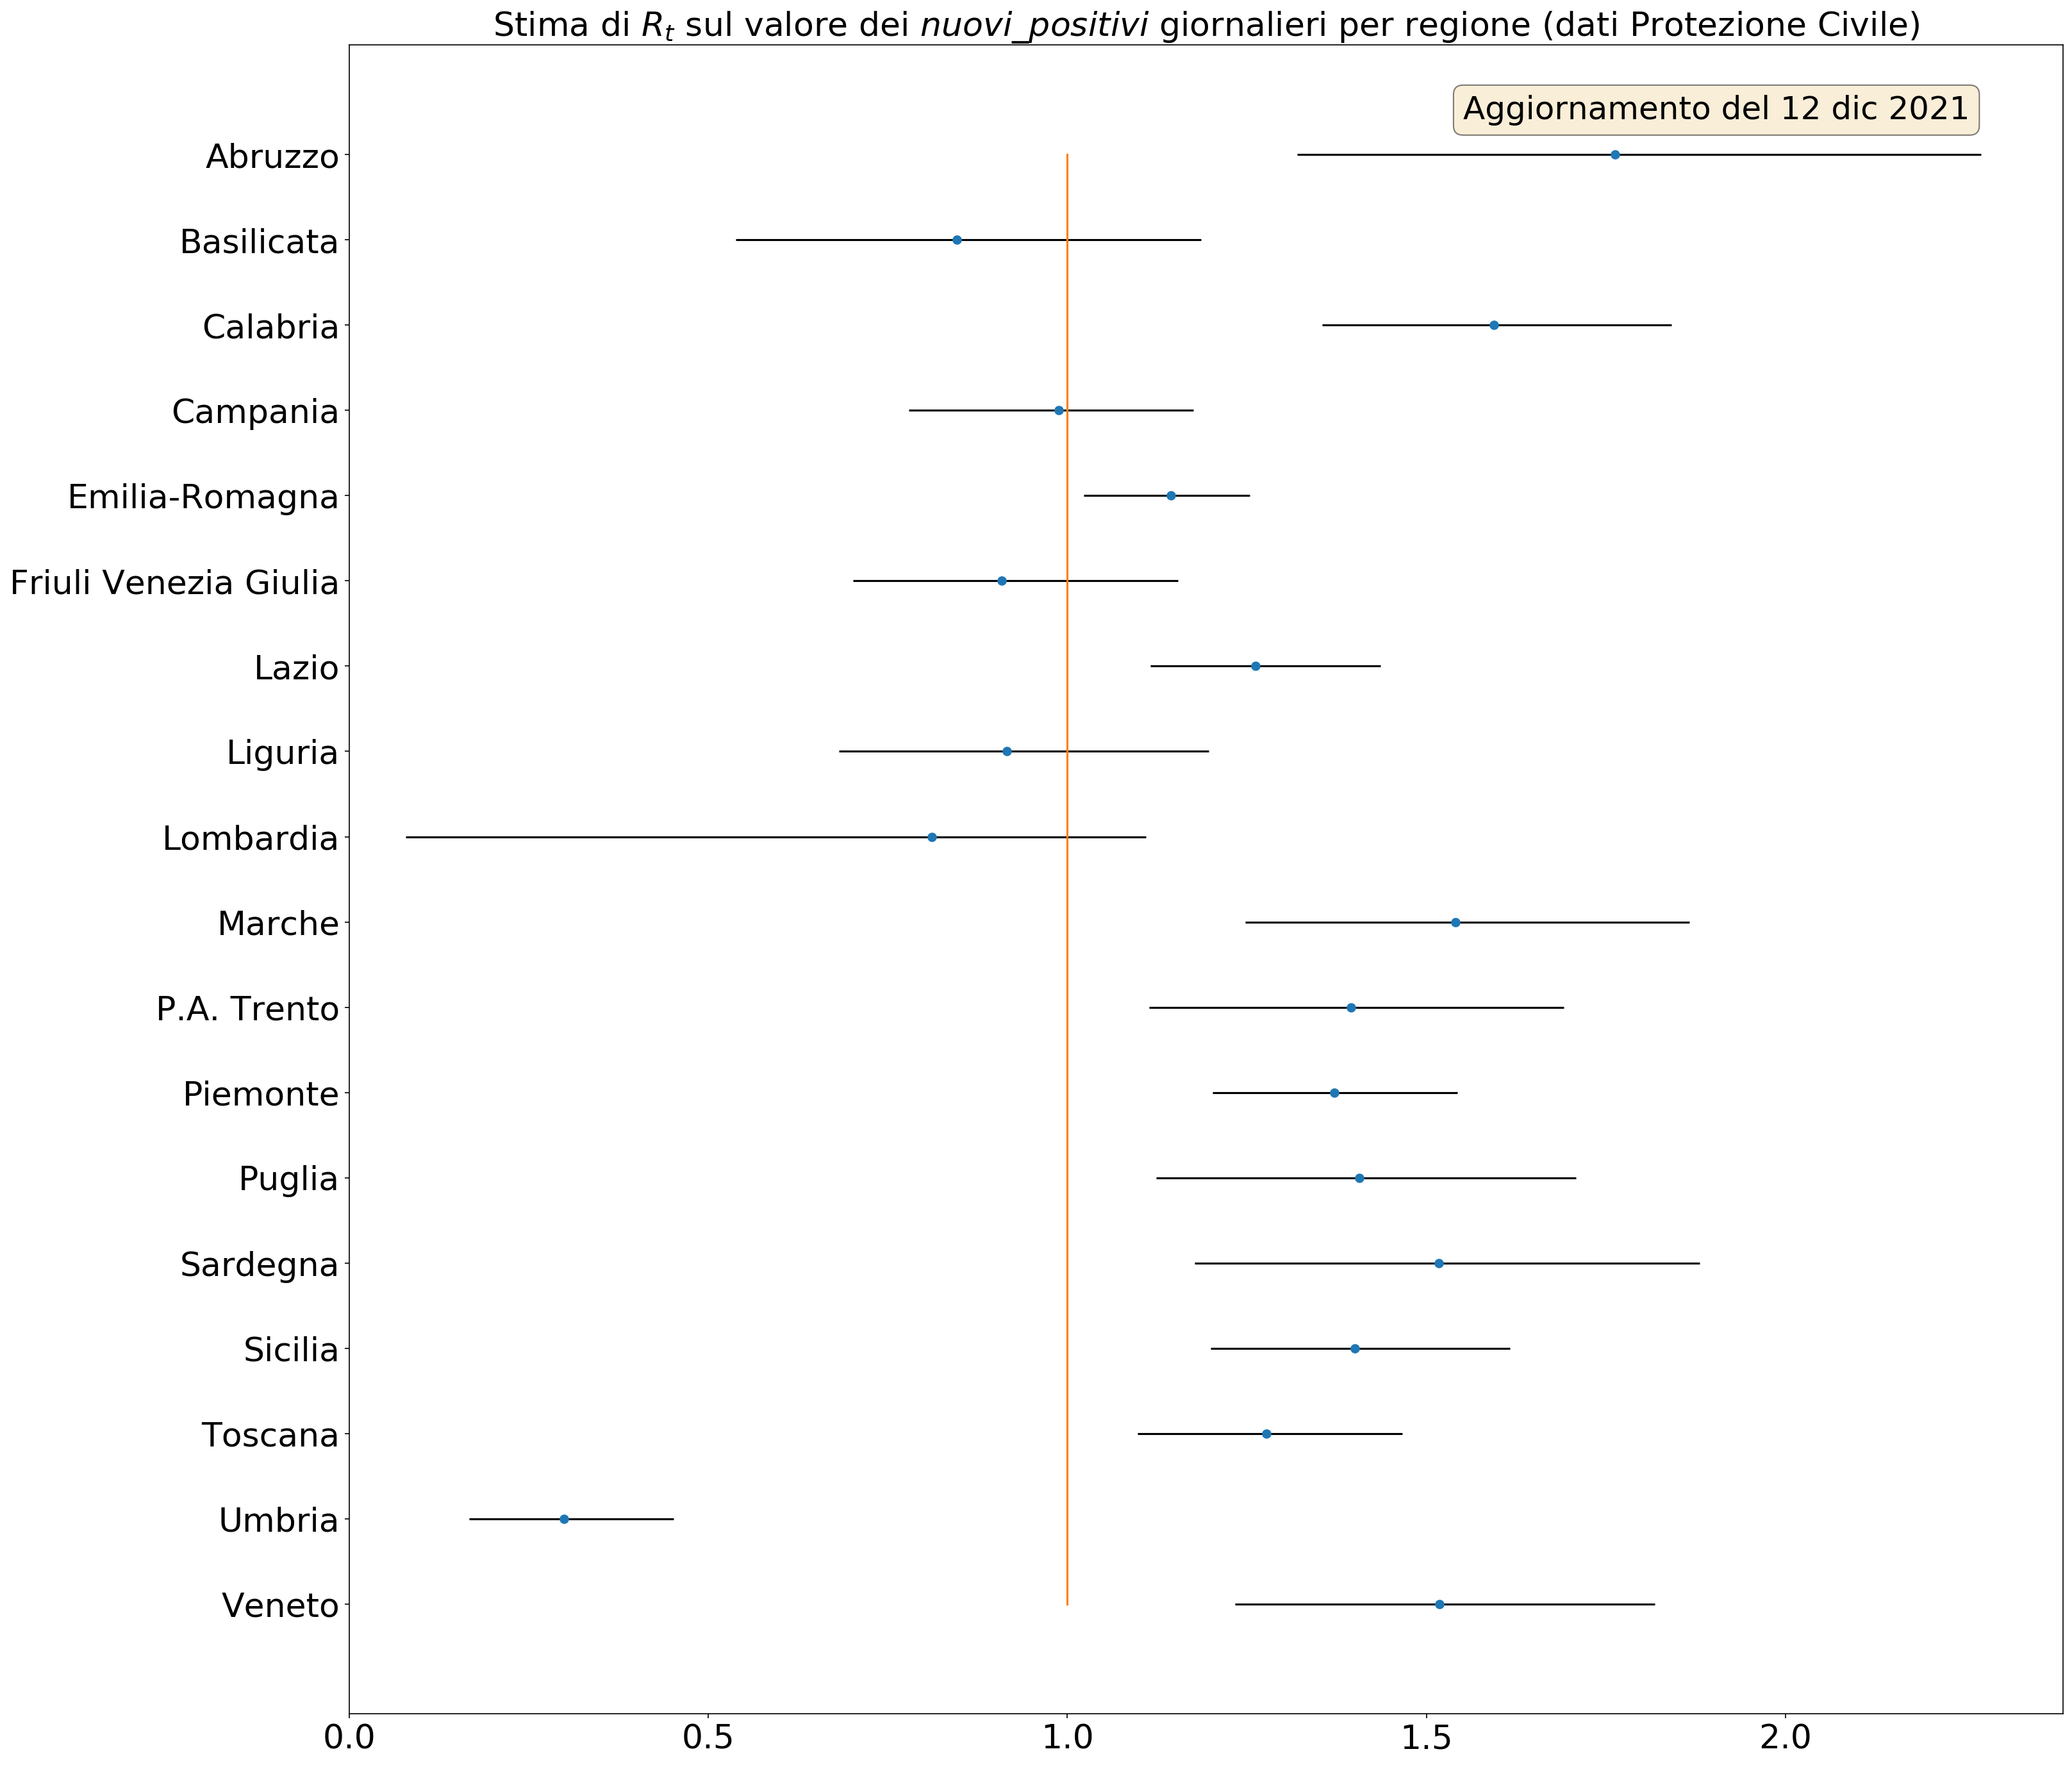 Stima di R_t sul valore dei nuovi_positivi giornalieri per regione (dati Protezione Civile)
Aggiornamento del 12 dic 2021
Abruzzo
Basilicata
Calabria
Campania
Emilia-Romagna
Friuli Venezia Giulia
Lazio
Liguria
Lombardia
Marche
P.A. Trento
Piemonte
Puglia
Sardegna
Sicilia
Toscana
Umbria
Veneto
0.0 0.5 1.0 1.5 2.0